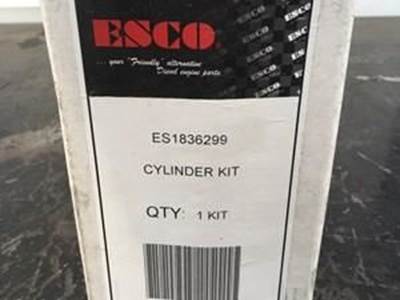 ESCO
... your "Friendly" alternative
Diesel engine parts
ES1836299
CYLINDER KIT
QTY: 1 KIT